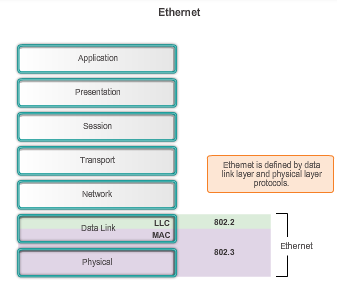 Ethernet
Application
Presentation
Session
Transport
Network
Ethernet is defined by data
link layer and physical layer
protocols.
Data Link
LLC
MAC
802.2
Physical
802.3
Ethernet